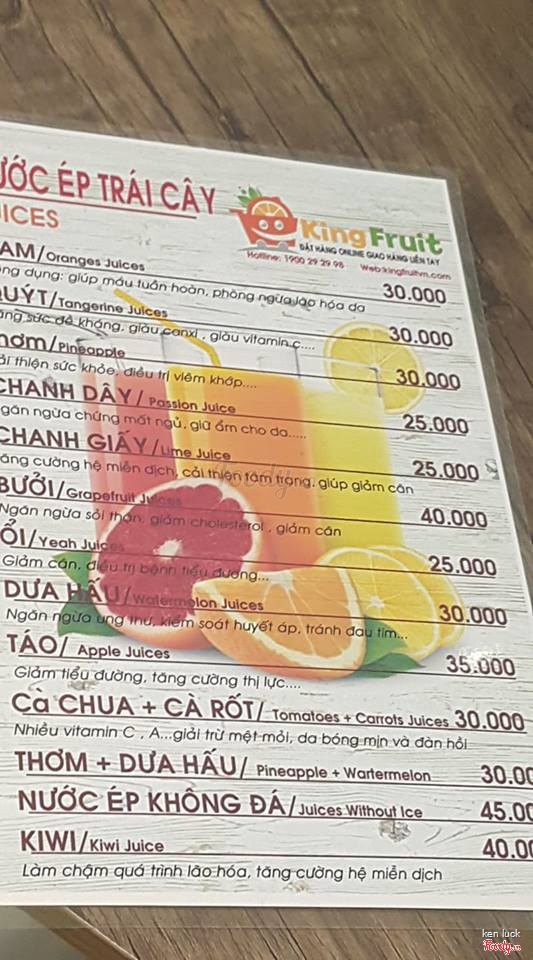 ƯỚC ÉP TRÁI CÂY
UICES
KingFruit
ĐẶT HÀNG ONLINE GIAO HÀNG LIỀN TAY
Hotline: 1900 29 29 98 Web:kingfruitvn.com
AM/Oranges Juices 30.000
ng dụng: giúp máu tuần hoàn, phòng ngừa lão hóa da
UÝT/Tangerine Juices 30.000
ăng sức đề kháng, giàu canxi , giàu vitamin c....
hơm/Pineapple 30.000
ải thiện sức khỏe, điều trị viêm khớp....
CHANH DÂY/ Passion Juice 25.000
găn ngừa chứng mất ngủ, giữ ẩm cho da.....
CHANH GIẤY/Lime Juice 25.000
ăng cường hệ miễn dịch, cải thiện tâm trạng, giúp giảm cân
BƯỞI/Grapefruit Juices 40.000
Ngăn ngừa sỏi thận, giảm cholesterol , giảm cân
ỔI/Yeah Juices 25.000
Giảm cân, điều trị bệnh tiểu đường...
DƯA HẤU/Watermelon Juices 30.000
Ngăn ngừa ung thư, kiểm soát huyết áp, tránh đau tim...
TÁO/ Apple Juices 35.000
Giảm tiểu đường, tăng cường thị lực....
Cà CHUA + CÀ RỐT/ Tomatoes + Carrots Juices 30.000
Nhiều vitamin C , A...giải trừ mệt mỏi, da bóng mịn và đàn hồi
THƠM + DƯA HẤU/ Pineapple + Wartermelon 30.00
NƯỚC ÉP KHÔNG ĐÁ/Juices Without Ice 45.00
KIWI/Kiwi Juice 40.00
Làm chậm quá trình lão hóa, tăng cường hệ miễn dịch
ken luck
Foody.vn